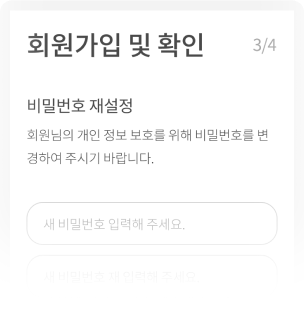 회원가입 및 확인
3/4
비밀번호 재설정
회원님의 개인 정보 보호를 위해 비밀번호를 변
경하여 주시기 바랍니다.
새 비밀번호 입력해 주세요.